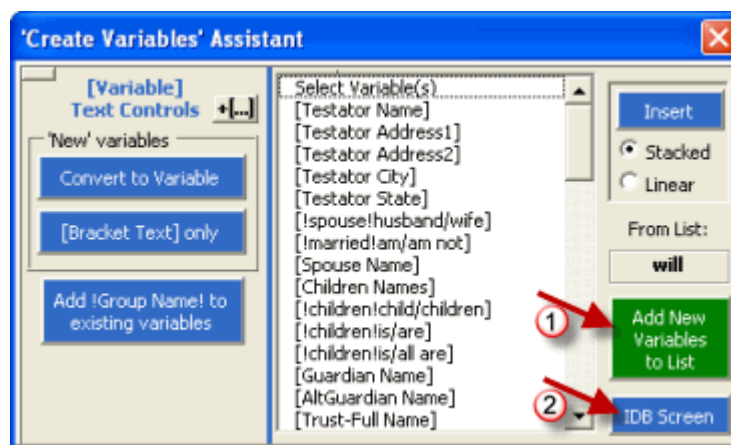 'Create Variables' Assistant
[Variable]
Text Controls
+[...]
'New' variables
Convert to Variable
[Bracket Text] only
Add !Group Name! to
existing variables
Select Variable(s)
[Testator Name]
[Testator Address1]
[Testator Address2]
[Testator City]
[Testator State]
[!spouse!husband/wife]
[!married!am/am not]
[Spouse Name]
[Children Names]
[!children!child/children]
[!children!is/are]
[!children!is/all are]
[Guardian Name]
[AltGuardian Name]
[Trust-Full Name]
Insert
Stacked
Linear
From List:
will
1
Add New
Variables
to List
2
IDB Screen